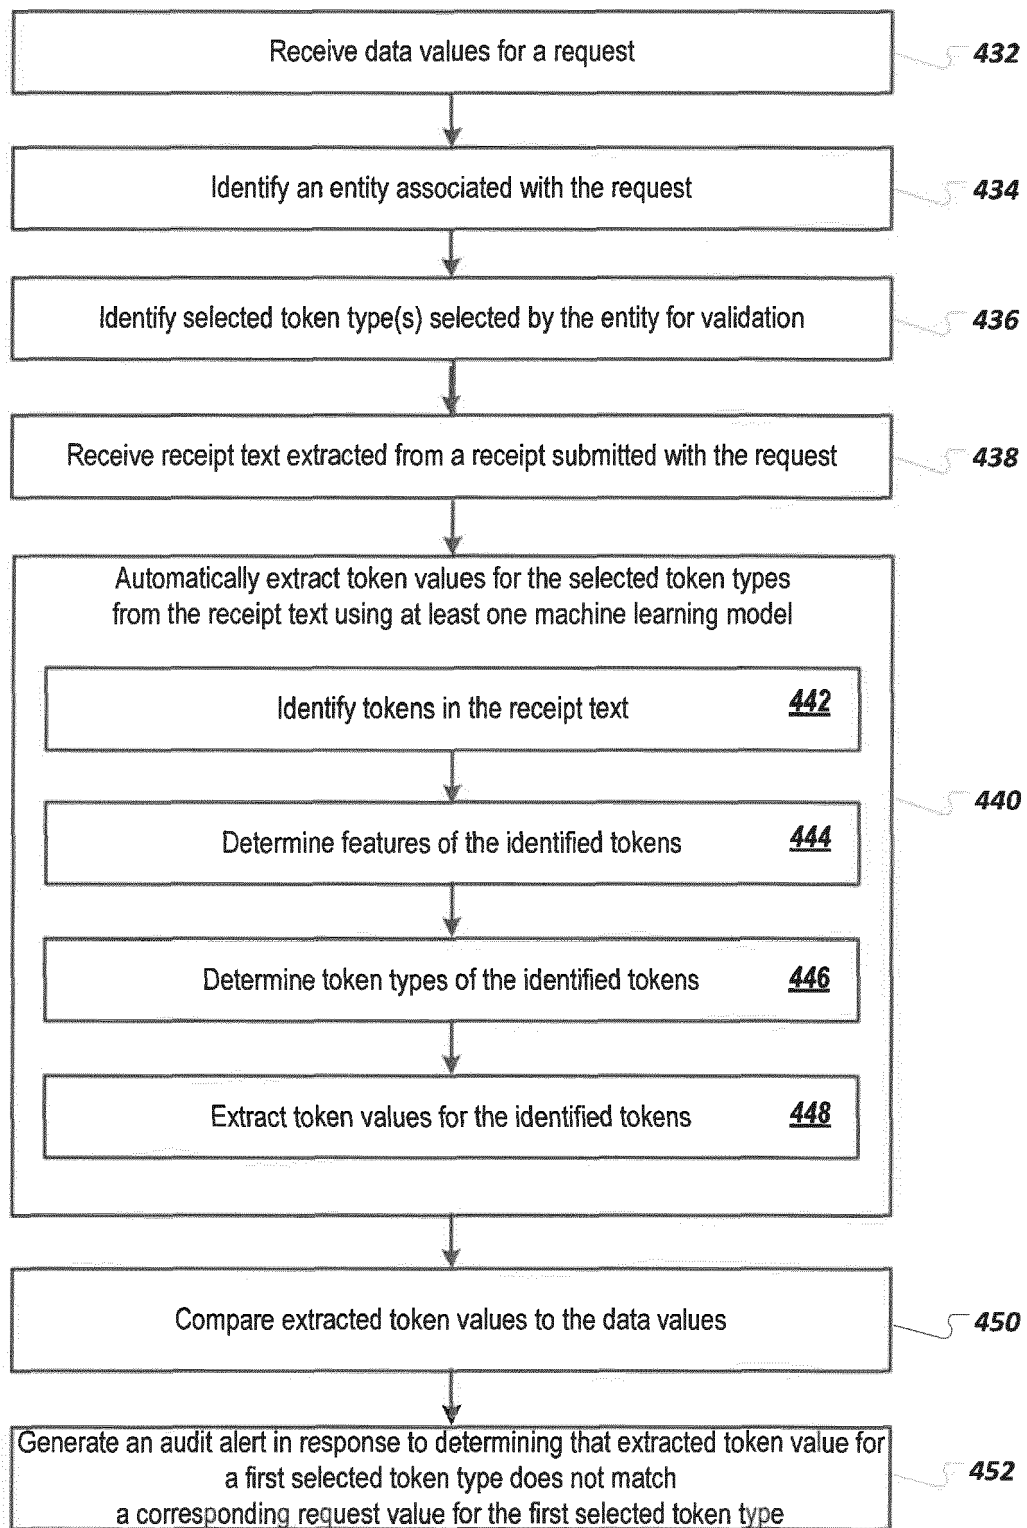 Receive data values for a request
432
Identify an entity associated with the request
434
Identify selected token type(s) selected by the entity for validation
436
Receive receipt text extracted from a receipt submitted with the request
438
Automatically extract token values for the selected token types
from the receipt text using at least one machine learning model
Identify tokens in the receipt text
442
440
Determine features of the identified tokens
444
Determine token types of the identified tokens
446
Extract token values for the identified tokens
448
Compare extracted token values to the data values
450
Generate an audit alert in response to determining that extracted token value for
a first selected token type does not match
a corresponding request value for the first selected token type
452